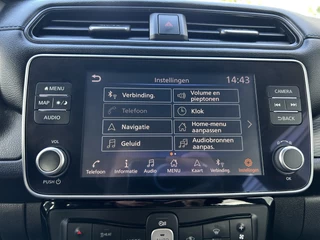 Instellingen 14:43
MENU
MAP
AUDIO
VOL
PUSH
Verbinding.
Volume en pieptonen
Telefoon
Klok
Navigatie
Home-menu aanpassen
Geluid
Audiobronnen aanpas.
Telefoon Informatie Audio MENU Kaart Verbinding Instellingen
CAMERA
BACK
OK